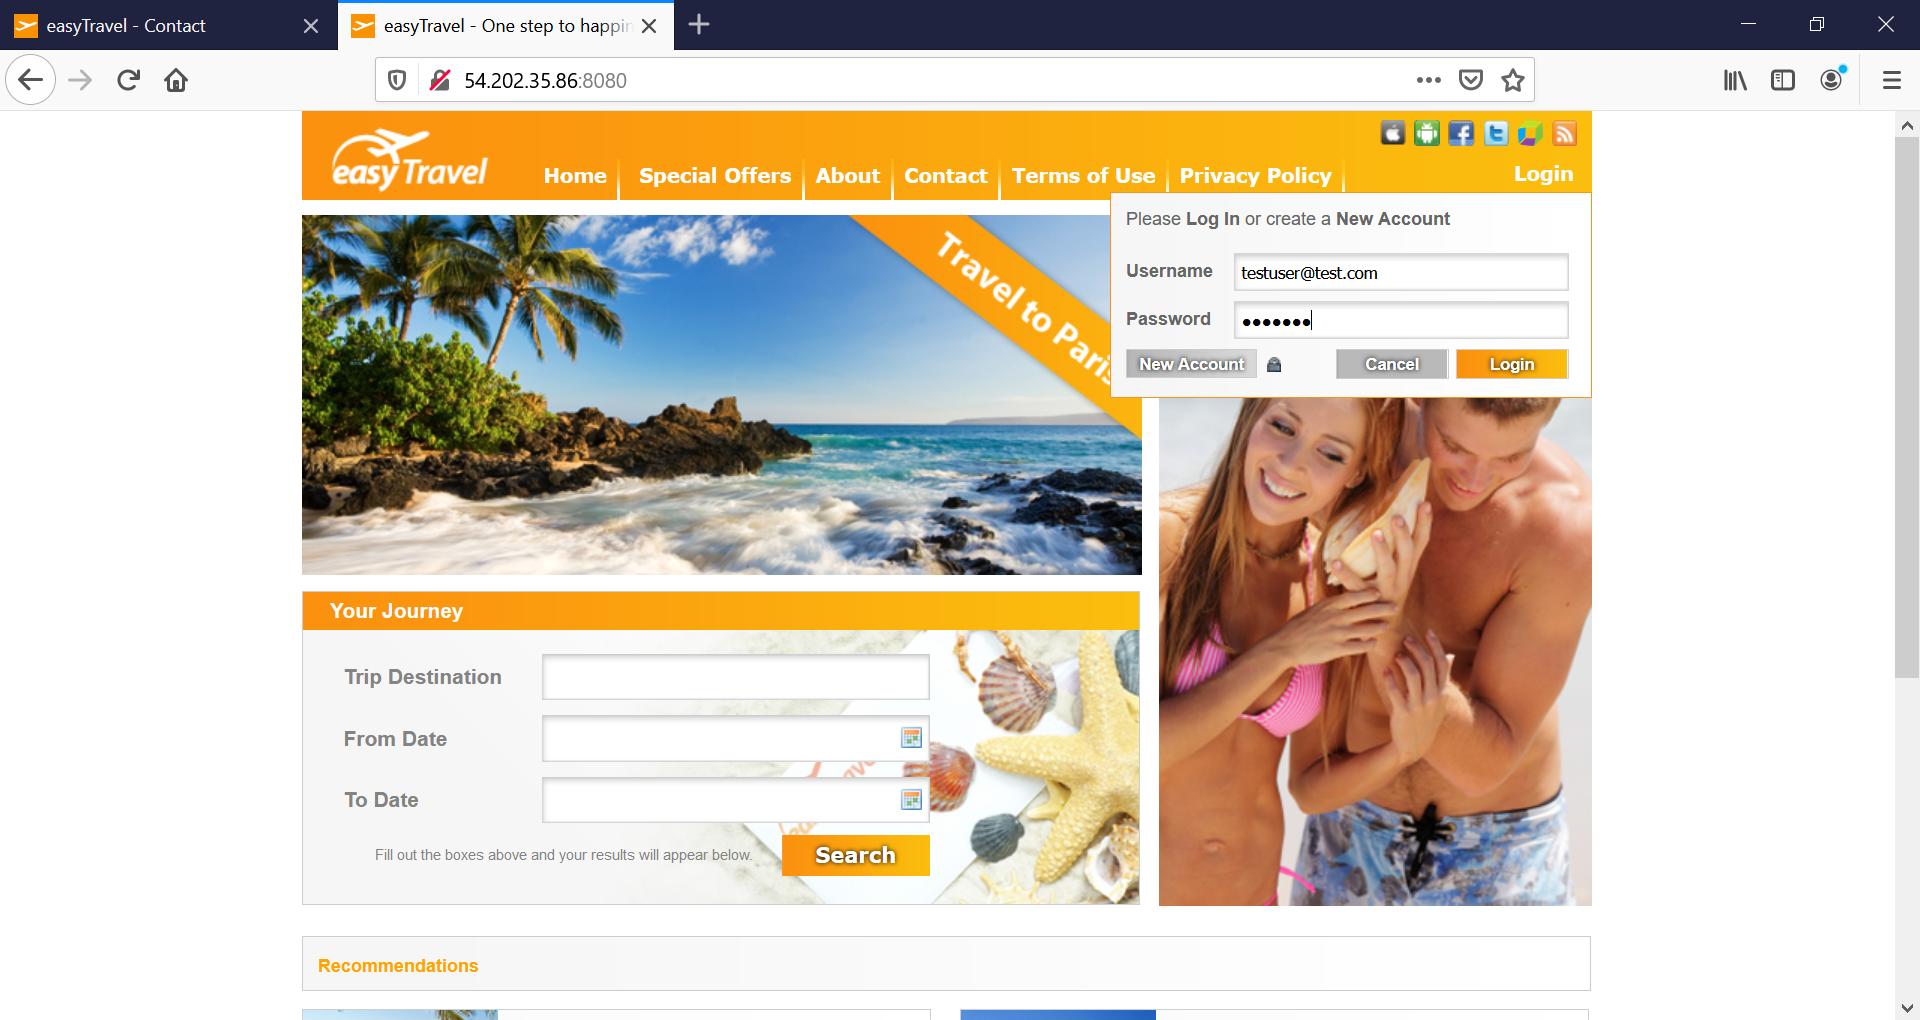 easyTravel - Contact
easyTravel - One step to happin
54.202.35.86:8080
easyTravel
Home
Special Offers
About
Contact
Terms of Use
Privacy Policy
Login
Please Log In or create a New Account
Username
testuser@test.com
Password
New Account
Cancel
Login
Travel to Paris
Your Journey
Trip Destination
From Date
To Date
Fill out the boxes above and your results will appear below.
Search
Recommendations